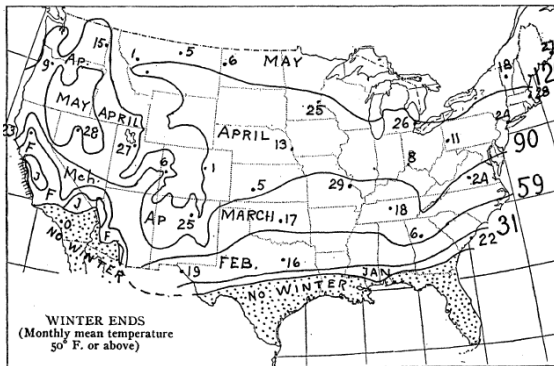 15 1 5 6 MAY 18
9 AP. 12
MAY APRIL 25 26 28
23 28 APRIL 24
F 27 13 8 11 90
Mch. 6 1
J F 5 29 24 59
J AP 25 MARCH 17 18
O F 6 31
NO WINTER FEB. 16 22
19 JAN
NO WINTER
WINTER ENDS
(Monthly mean temperature
50° F. or above)